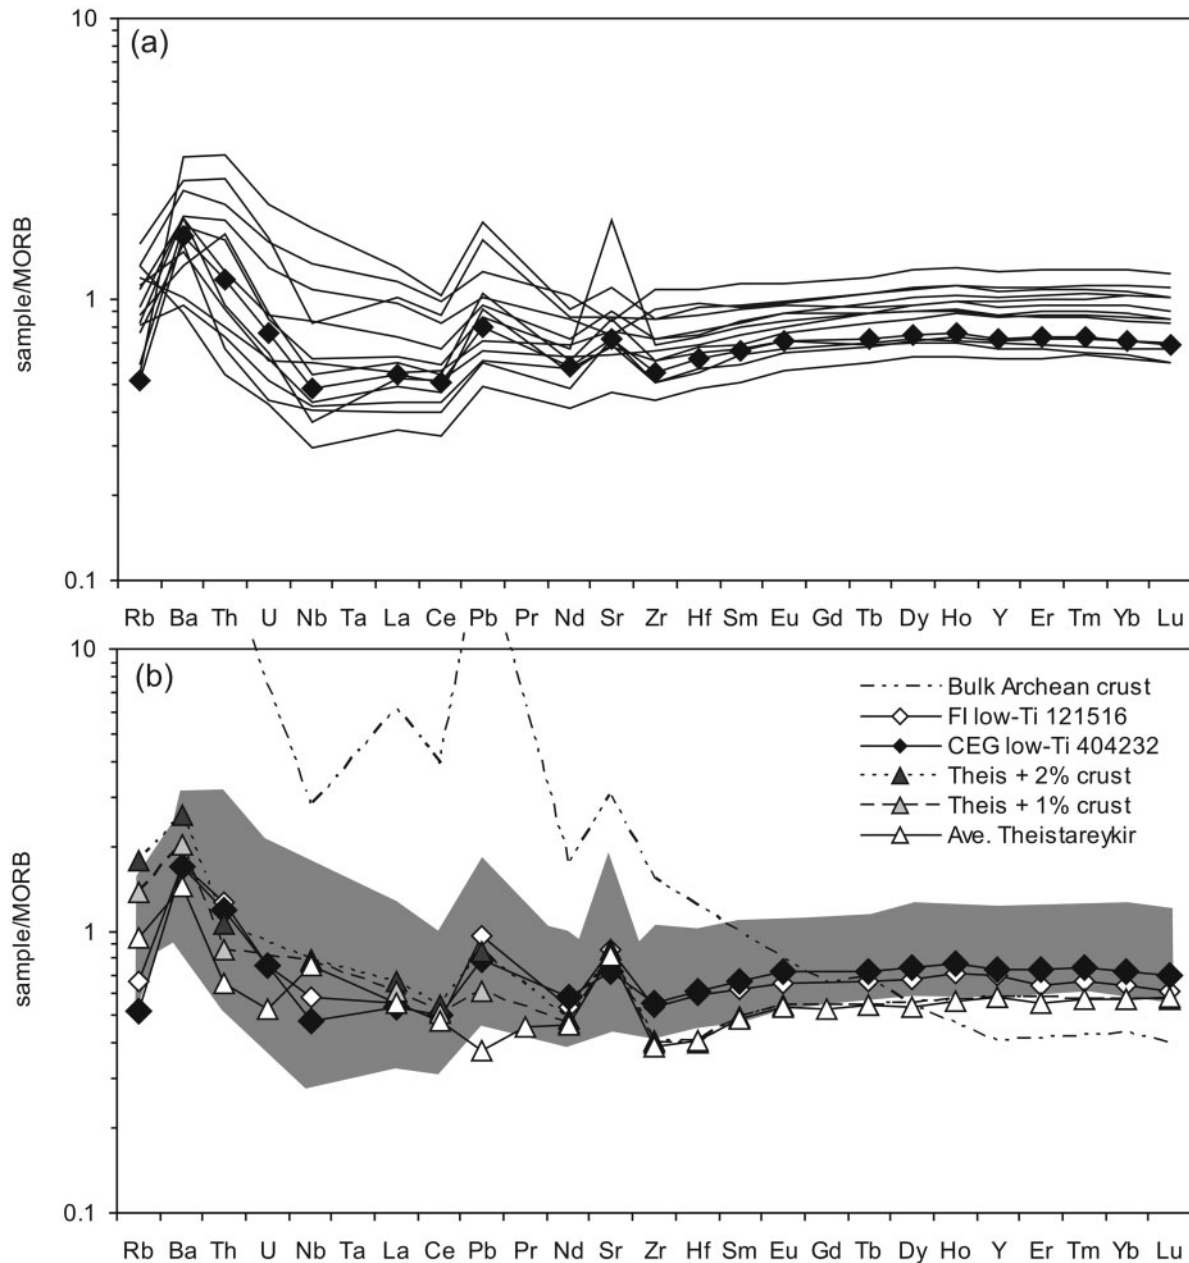 10
(a)
1
sample/MORB
0.1
Rb Ba Th U Nb Ta La Ce Pb Pr Nd Sr Zr Hf Sm Eu Gd Tb Dy Ho Y Er Tm Yb Lu
10
(b)
Bulk Archean crust
FI low-Ti 121516
CEG low-Ti 404232
Theis + 2% crust
Theis + 1% crust
Ave. Theistareykir
1
sample/MORB
0.1
Rb Ba Th U Nb Ta La Ce Pb Pr Nd Sr Zr Hf Sm Eu Gd Tb Dy Ho Y Er Tm Yb Lu